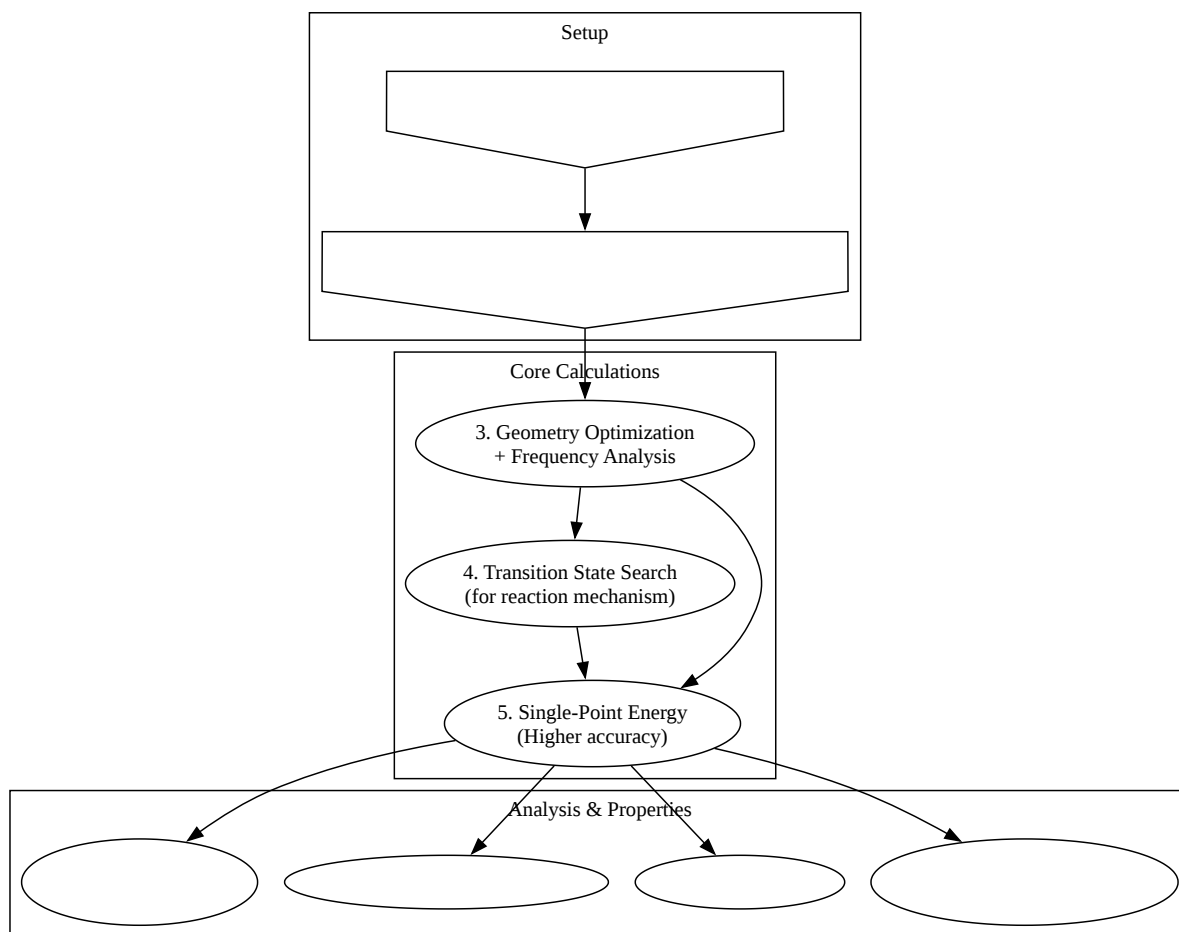 Setup
Core Calculations
3. Geometry Optimization
+ Frequency Analysis
4. Transition State Search
(for reaction mechanism)
5. Single-Point Energy
(Higher accuracy)
Analysis & Properties